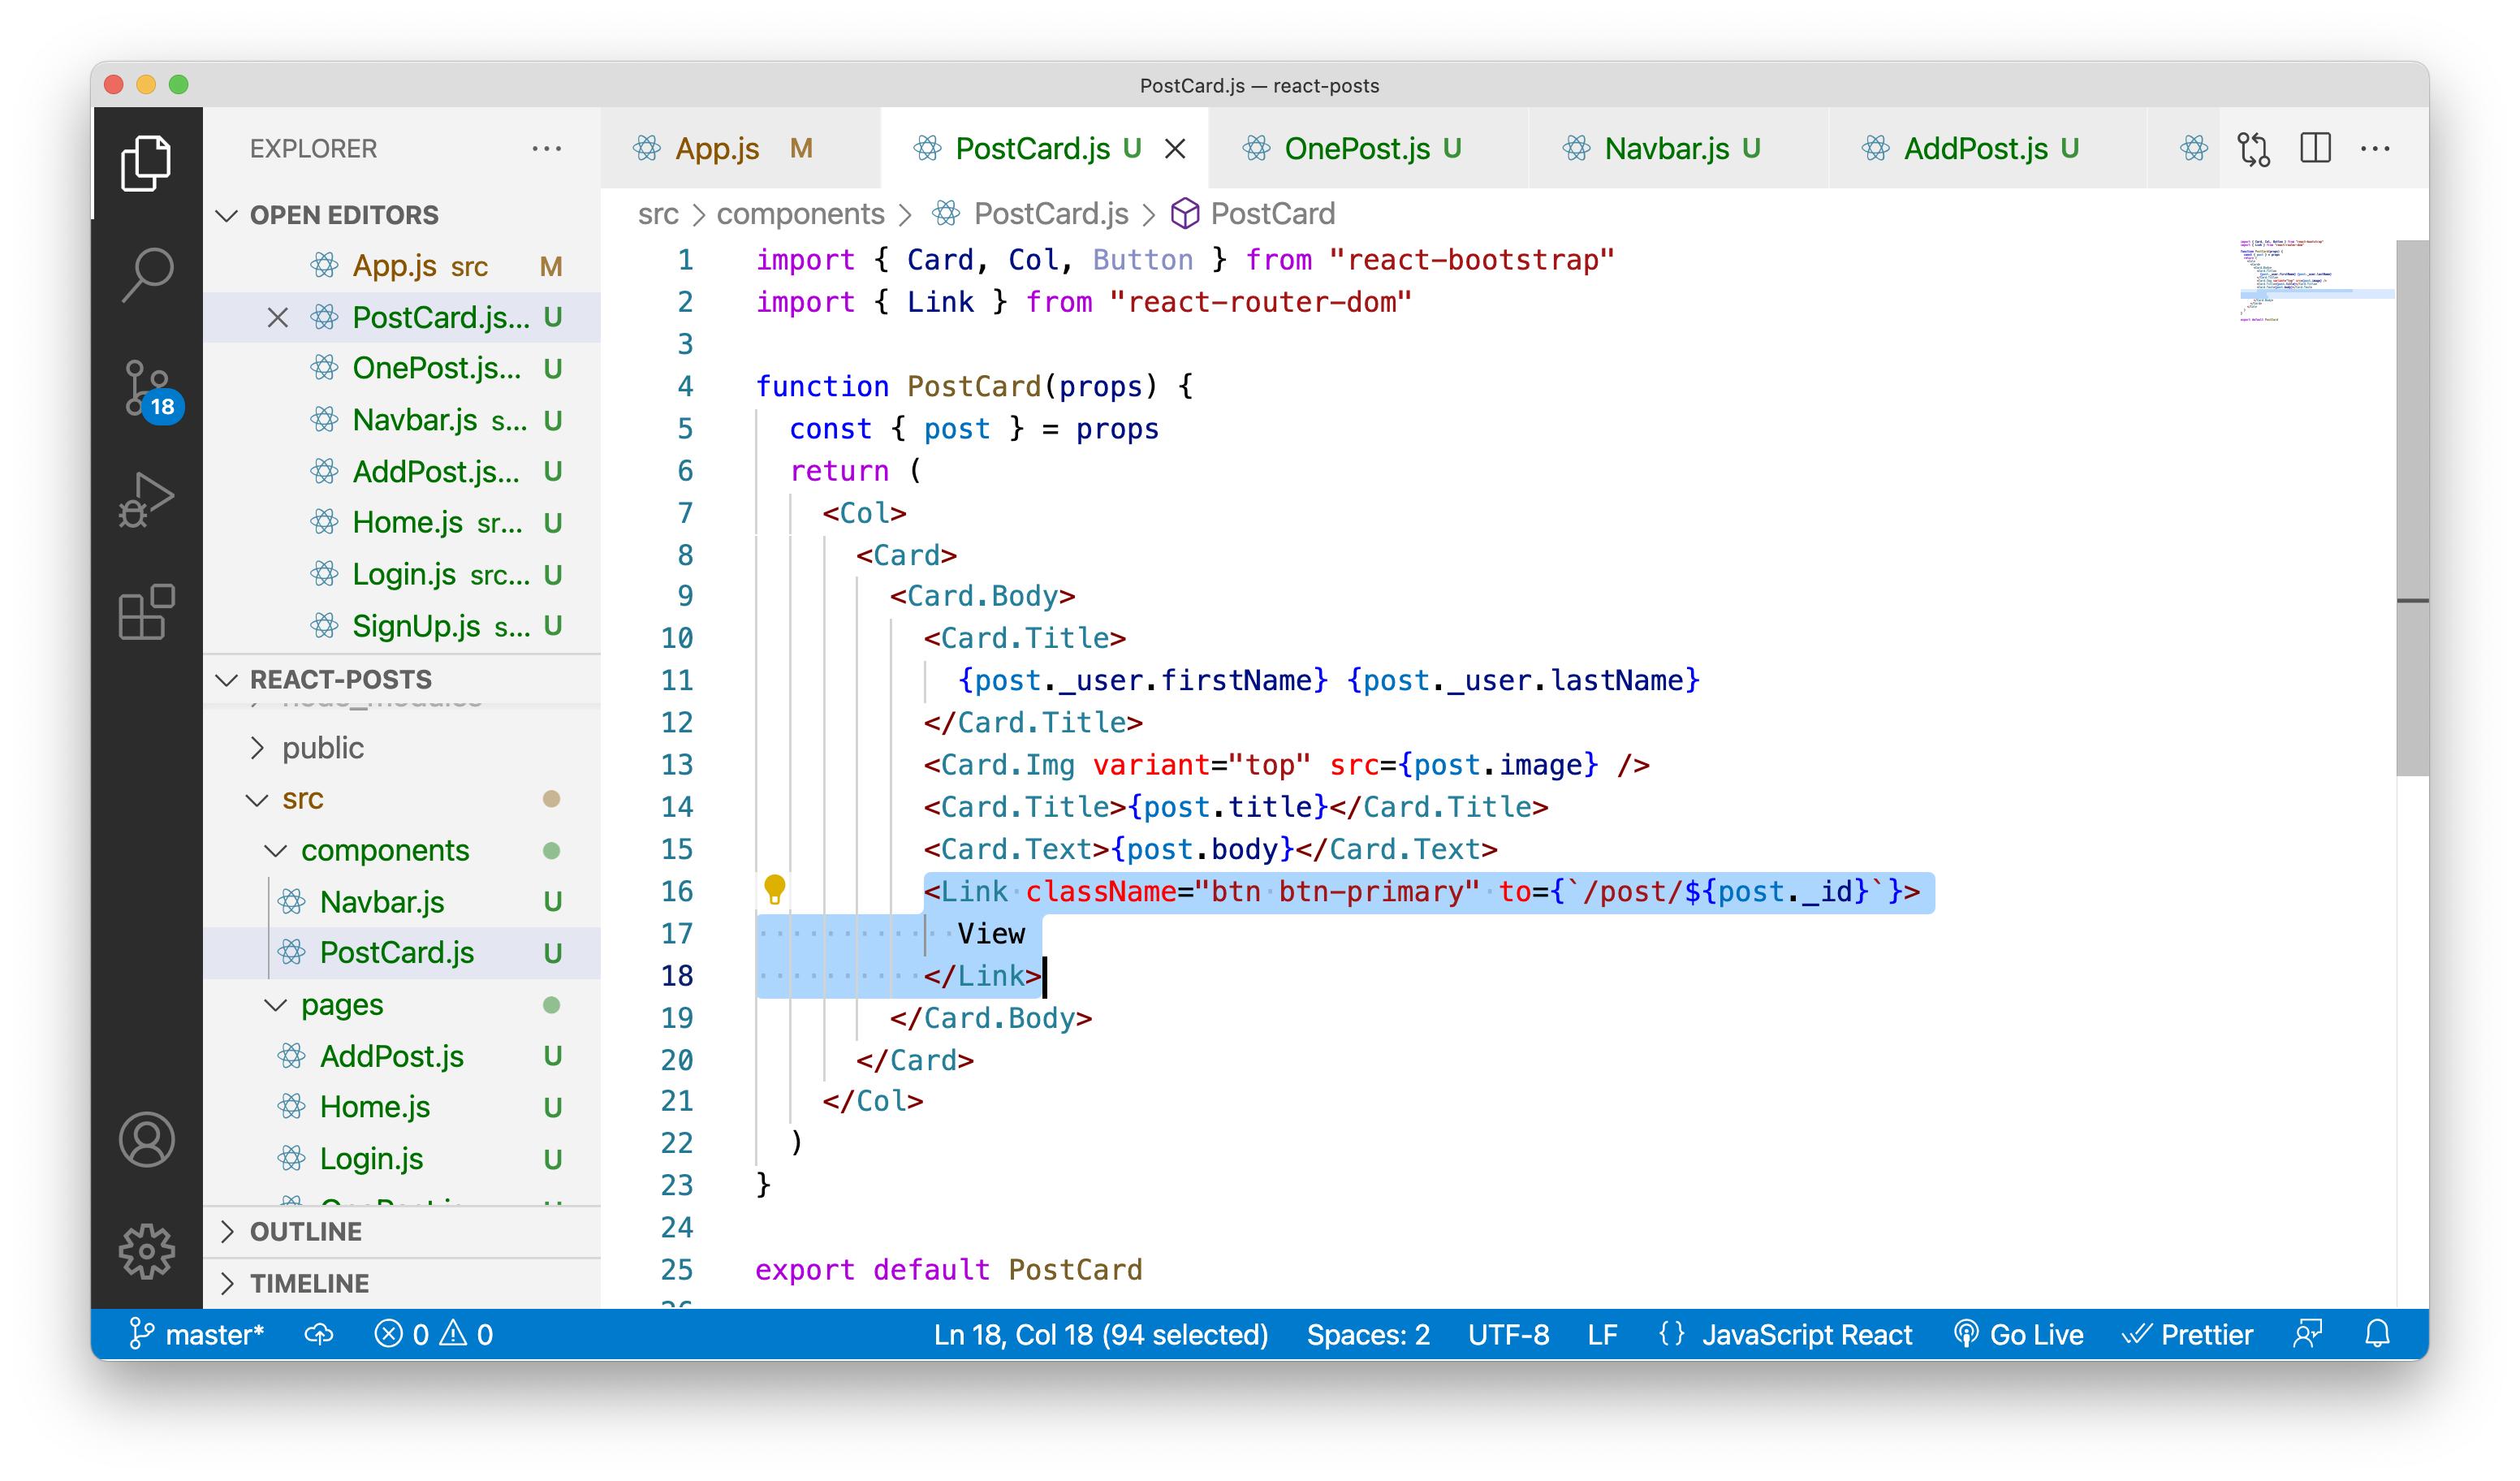 PostCard.js — react-posts
EXPLORER
OPEN EDITORS
App.js src M
PostCard.js... U
OnePost.js... U
Navbar.js s... U
AddPost.js... U
Home.js sr... U
Login.js src... U
SignUp.js s... U
REACT-POSTS
public
src
components
Navbar.js U
PostCard.js U
pages
AddPost.js U
Home.js U
Login.js U
OUTLINE
TIMELINE
18
App.js M
PostCard.js U
OnePost.js U
Navbar.js U
AddPost.js U
src > components > PostCard.js > PostCard
1 import { Card, Col, Button } from "react-bootstrap"
2 import { Link } from "react-router-dom"
3
4 function PostCard(props) {
5 const { post } = props
6 return (
7 <Col>
8 <Card>
9 <Card.Body>
10 <Card.Title>
11 {post._user.firstName} {post._user.lastName}
12 </Card.Title>
13 <Card.Img variant="top" src={post.image} />
14 <Card.Title>{post.title}</Card.Title>
15 <Card.Text>{post.body}</Card.Text>
16 <Link className="btn btn-primary" to={`/post/${post._id}`}>
17 View
18 </Link>
19 </Card.Body>
20 </Card>
21 </Col>
22 )
23 }
24
25 export default PostCard
master* 0 0 Ln 18, Col 18 (94 selected) Spaces: 2 UTF-8 LF {} JavaScript React Go Live Prettier